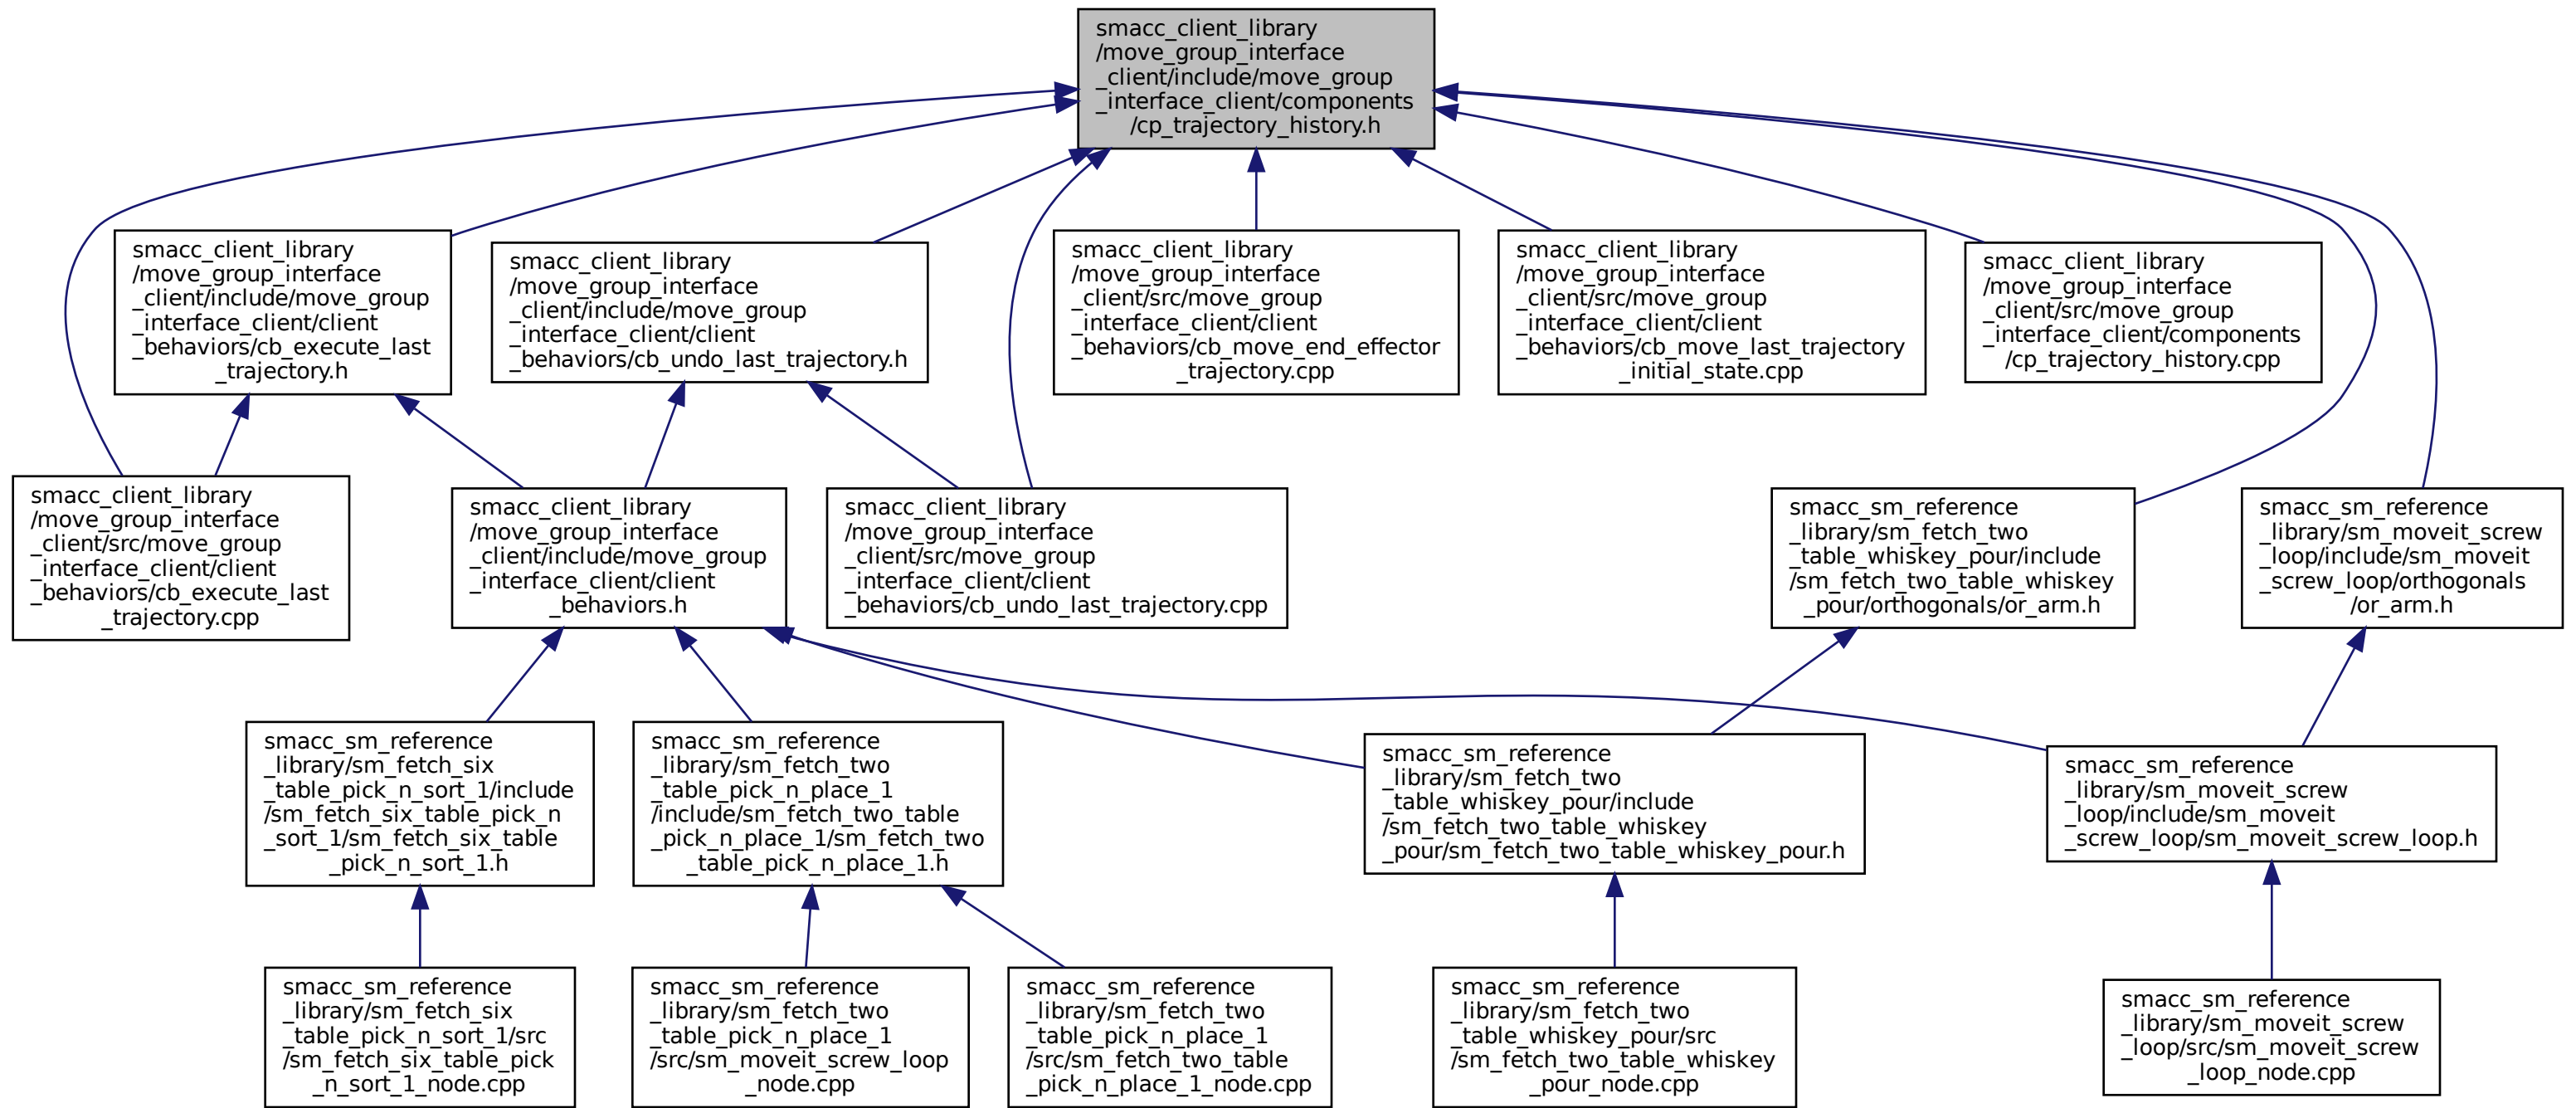 smacc_client_library
/move_group_interface
_client/include/move_group
_interface_client/components
/cp_trajectory_history.h
smacc_client_library
/move_group_interface
_client/include/move_group
_interface_client/client
_behaviors/cb_execute_last
_trajectory.h
smacc_client_library
/move_group_interface
_client/include/move_group
_interface_client/client
_behaviors/cb_undo_last_trajectory.h
smacc_client_library
/move_group_interface
_client/src/move_group
_interface_client/client
_behaviors/cb_move_end_effector
_trajectory.cpp
smacc_client_library
/move_group_interface
_client/src/move_group
_interface_client/client
_behaviors/cb_move_last_trajectory
_initial_state.cpp
smacc_client_library
/move_group_interface
_client/src/move_group
_interface_client/components
/cp_trajectory_history.cpp
smacc_client_library
/move_group_interface
_client/src/move_group
_interface_client/client
_behaviors/cb_execute_last
_trajectory.cpp
smacc_client_library
/move_group_interface
_client/include/move_group
_interface_client/client
_behaviors.h
smacc_client_library
/move_group_interface
_client/src/move_group
_interface_client/client
_behaviors/cb_undo_last_trajectory.cpp
smacc_sm_reference
_library/sm_fetch_two
_table_whiskey_pour/include
/sm_fetch_two_table_whiskey
_pour/orthogonals/or_arm.h
smacc_sm_reference
_library/sm_moveit_screw
_loop/include/sm_moveit
_screw_loop/orthogonals
/or_arm.h
smacc_sm_reference
_library/sm_fetch_six
_table_pick_n_sort_1/include
/sm_fetch_six_table_pick_n
_sort_1/sm_fetch_six_table
_pick_n_sort_1.h
smacc_sm_reference
_library/sm_fetch_two
_table_pick_n_place_1
/include/sm_fetch_two_table
_pick_n_place_1/sm_fetch_two
_table_pick_n_place_1.h
smacc_sm_reference
_library/sm_fetch_two
_table_whiskey_pour/include
/sm_fetch_two_table_whiskey
_pour/sm_fetch_two_table_whiskey_pour.h
smacc_sm_reference
_library/sm_moveit_screw
_loop/include/sm_moveit
_screw_loop/sm_moveit_screw_loop.h
smacc_sm_reference
_library/sm_fetch_six
_table_pick_n_sort_1/src
/sm_fetch_six_table_pick
_n_sort_1_node.cpp
smacc_sm_reference
_library/sm_fetch_two
_table_pick_n_place_1
/src/sm_moveit_screw_loop
_node.cpp
smacc_sm_reference
_library/sm_fetch_two
_table_pick_n_place_1
/src/sm_fetch_two_table
_pick_n_place_1_node.cpp
smacc_sm_reference
_library/sm_fetch_two
_table_whiskey_pour/src
/sm_fetch_two_table_whiskey
_pour_node.cpp
smacc_sm_reference
_library/sm_moveit_screw
_loop/src/sm_moveit_screw
_loop_node.cpp